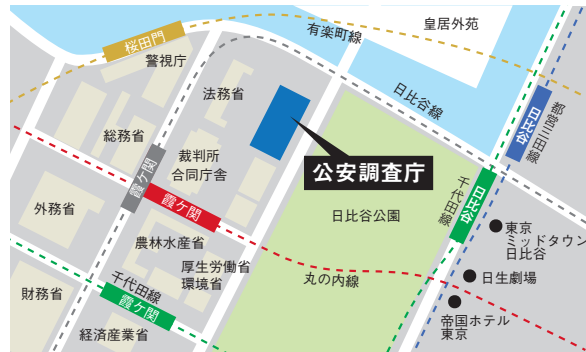 皇居外苑
有楽町線
桜田門
警視庁
日比谷線
法務省
都営三田線
日比谷
総務省
裁判所
合同庁舎
公安調査庁
霞ケ関
千代田線
日比谷
霞ケ関
外務省
日比谷公園
東京
ミッドタウン
日比谷
農林水産省
厚生労働省
環境省
丸の内線
日生劇場
千代田線
財務省
霞ケ関
帝国ホテル
東京
経済産業省